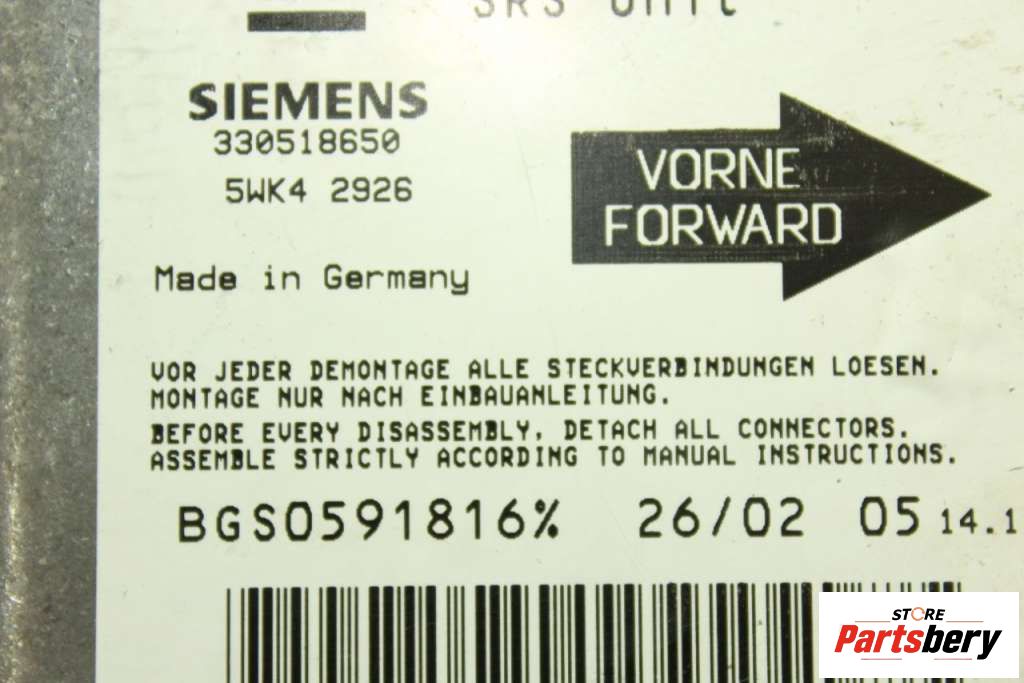 SRS Unit
SIEMENS
330518650
5WK4 2926
VORNE
FORWARD
Made in Germany
VOR JEDER DEMONTAGE ALLE STECKVERBINDUNGEN LOESEN.
MONTAGE NUR NACH EINBAUANLEITUNG.
BEFORE EVERY DISASSEMBLY, DETACH ALL CONNECTORS.
ASSEMBLE STRICTLY ACCORDING TO MANUAL INSTRUCTIONS.
BGS0591816% 26/02 05 14.1
STORE
Partsbery